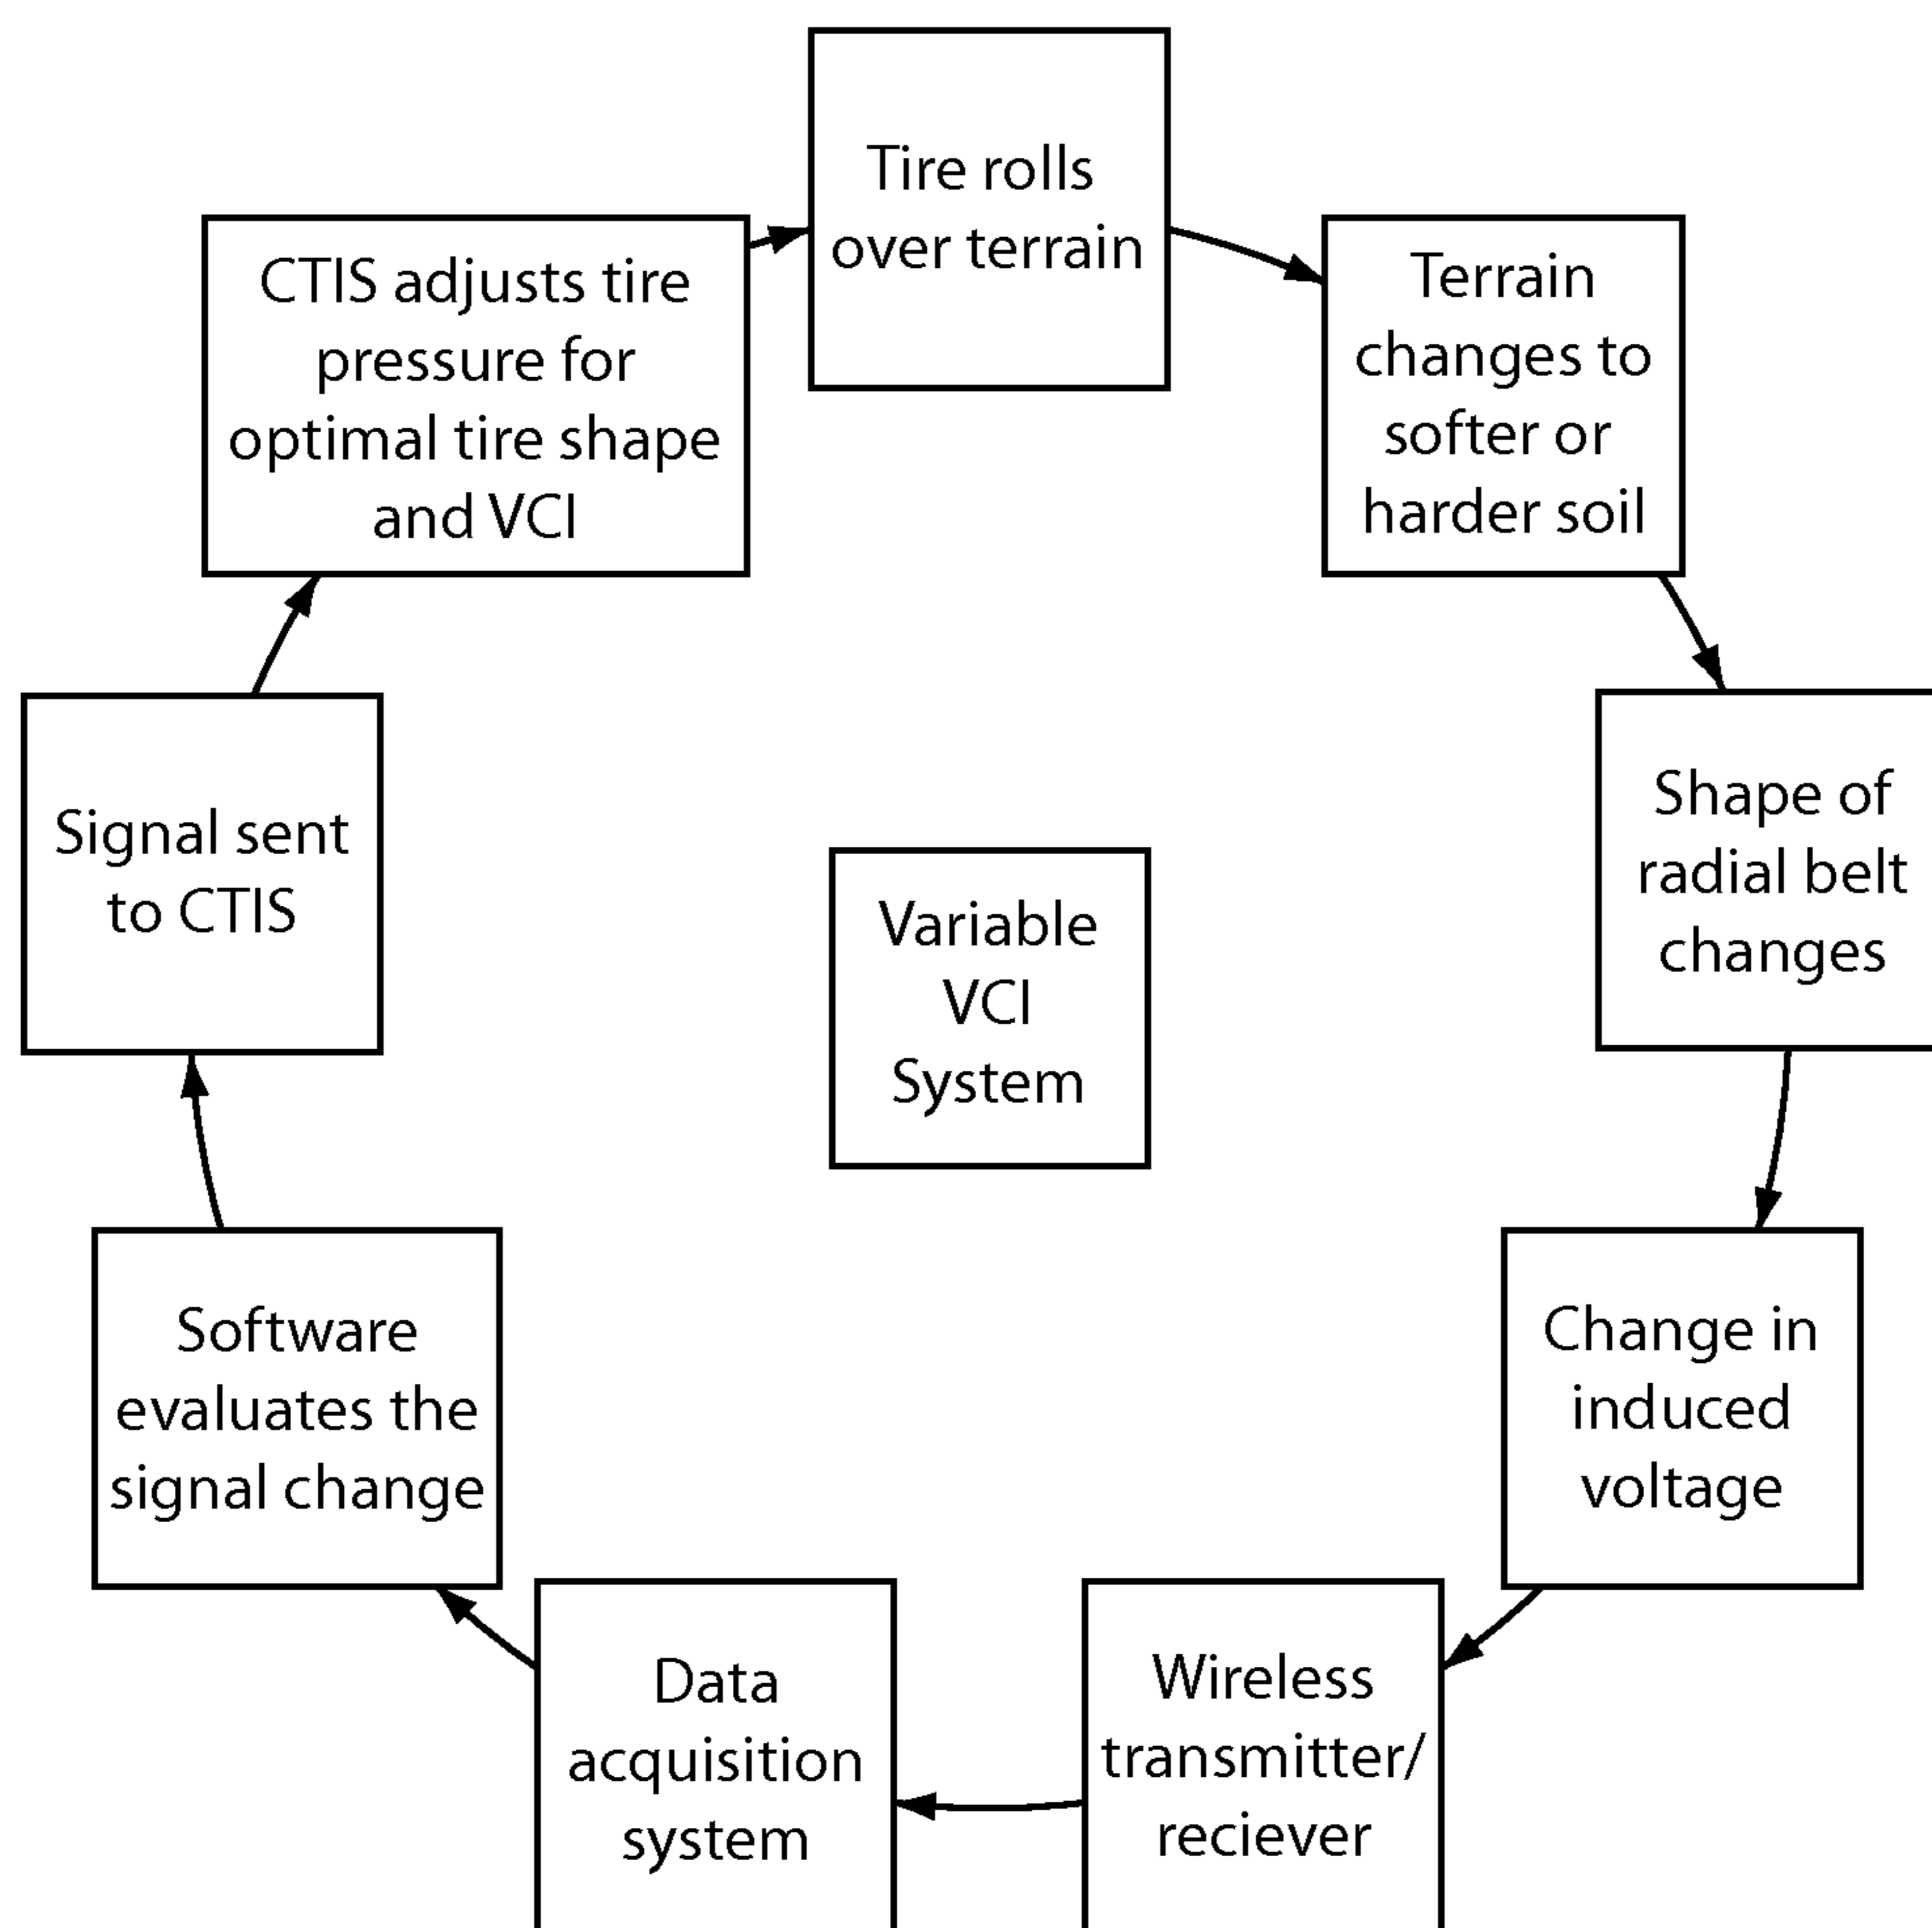 Tire rolls
over terrain
Terrain
changes to
softer or
harder soil
Shape of
radial belt
changes
Change in
induced
voltage
Wireless
transmitter/
reciever
Data
acquisition
system
Software
evaluates the
signal change
Signal sent
to CTIS
CTIS adjusts tire
pressure for
optimal tire shape
and VCI
Variable
VCI
System